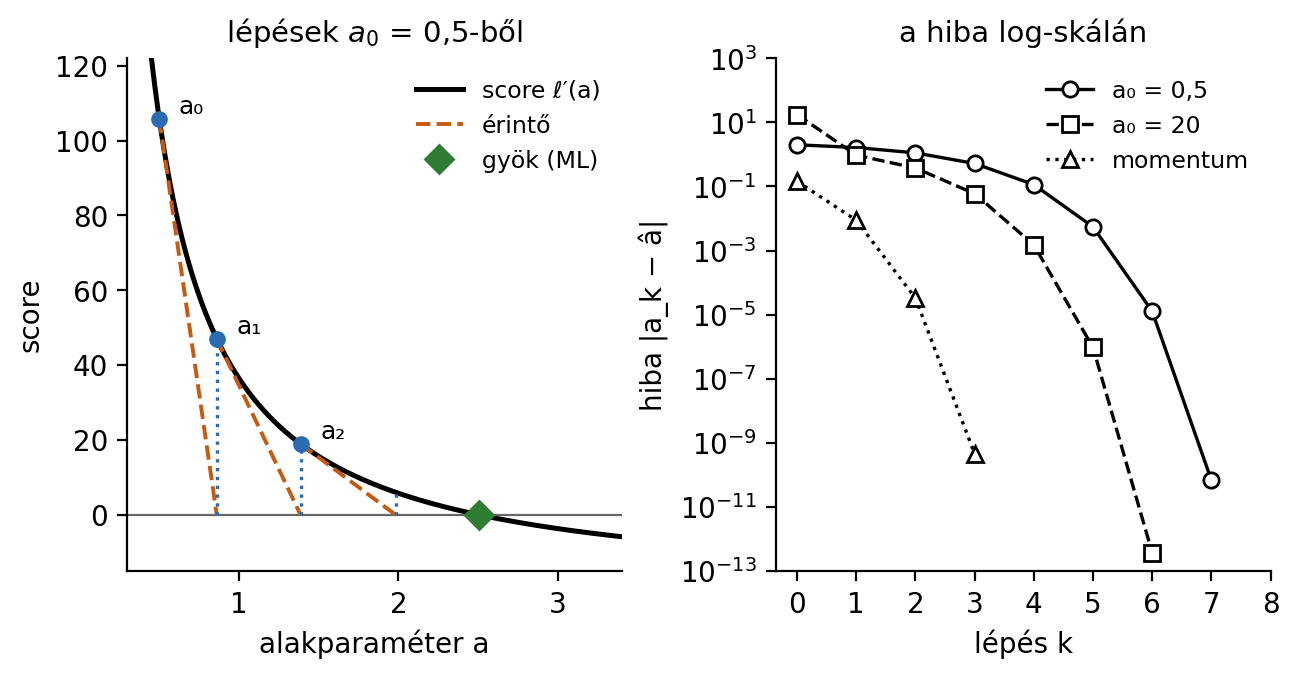 lépések a₀ = 0,5-ből
score
120
100
80
60
40
20
0
a₀
a₁
a₂
score ℓ′(a)
érintő
gyök (ML)
1 2 3
alakparaméter a
a hiba log-skálán
hiba |a_k − â|
10³
10¹
10⁻¹
10⁻³
10⁻⁵
10⁻⁷
10⁻⁹
10⁻¹¹
10⁻¹³
a₀ = 0,5
a₀ = 20
momentum
0 1 2 3 4 5 6 7 8
lépés k